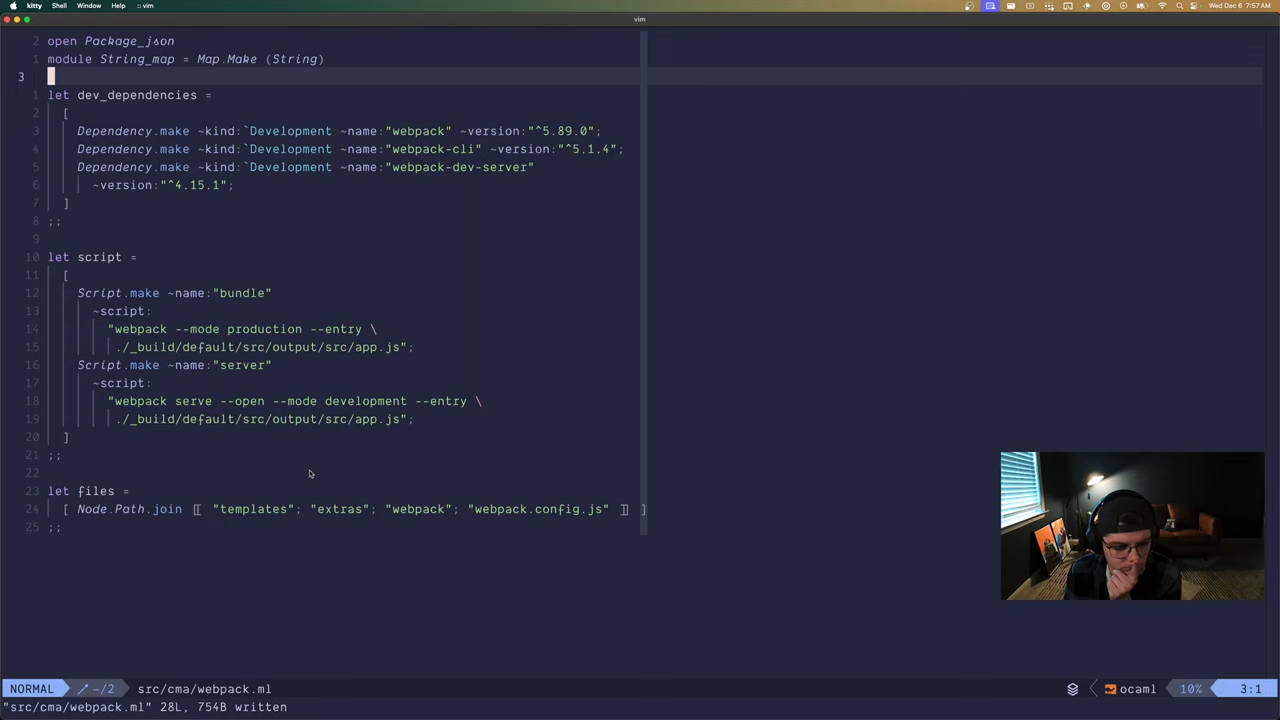 kitty Shell Window Help ·: vim Wed Dec 6 7:57 AM
vim
2 open Package_json
1 module String_map = Map.Make (String)
3
1 let dev_dependencies =
2 [
3 Dependency.make ~kind:`Development ~name:"webpack" ~version:"^5.89.0";
4 Dependency.make ~kind:`Development ~name:"webpack-cli" ~version:"^5.1.4";
5 Dependency.make ~kind:`Development ~name:"webpack-dev-server"
6 ~version:"^4.15.1";
7 ]
8 ;;
9
10 let script =
11 [
12 Script.make ~name:"bundle"
13 ~script:
14 "webpack --mode production --entry \
15 ./_build/default/src/output/src/app.js";
16 Script.make ~name:"server"
17 ~script:
18 "webpack serve --open --mode development --entry \
19 ./_build/default/src/output/src/app.js";
20 ]
21 ;;
22
23 let files =
24 [ Node.Path.join [| "templates" "extras"; "webpack"; "webpack.config.js" |] ]
25 ;;
NORMAL –/2 src/cma/webpack.ml ocaml 10% 3:1
"src/cma/webpack.ml" 28L, 754B written